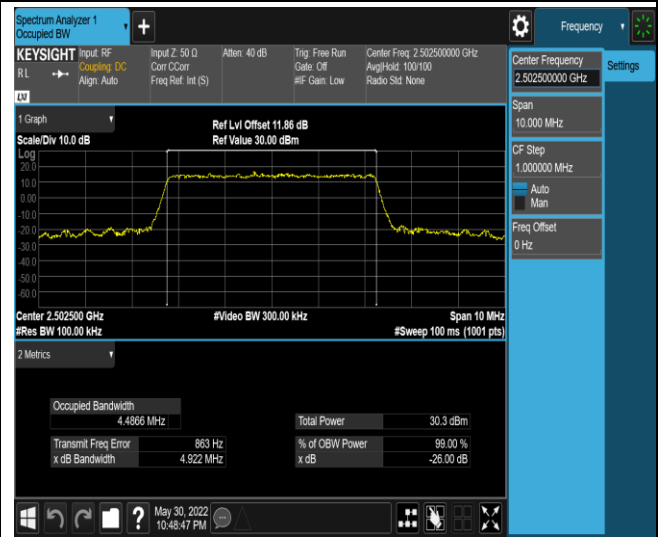 Spectrum Analyzer 1
Occupied BW
+
Frequency
KEYSIGHT
RL
LXI
Input: RF
Coupling: DC
Align: Auto
Input Z: 50 Ω
Corr CCorr
Freq Ref: Int (S)
Atten: 40 dB
Trig: Free Run
Gate: Off
#IF Gain: Low
Center Freq: 2.502500000 GHz
Avg|Hold: 100/100
Radio Std: None
Center Frequency
2.502500000 GHz
Settings
Span
10.000 MHz
CF Step
1.000000 MHz
Auto
Man
Freq Offset
0 Hz
1 Graph
Scale/Div 10.0 dB
Ref Lvl Offset 11.86 dB
Ref Value 30.00 dBm
Log
20.0
10.0
0.00
-10.0
-20.0
-30.0
-40.0
-50.0
-60.0
Center 2.502500 GHz
#Res BW 100.00 kHz
#Video BW 300.00 kHz
Span 10 MHz
#Sweep 100 ms (1001 pts)
2 Metrics
Occupied Bandwidth
4.4866 MHz
Total Power 30.3 dBm
Transmit Freq Error 863 Hz
% of OBW Power 99.00 %
x dB Bandwidth 4.922 MHz
x dB -26.00 dB
?
May 30, 2022
10:48:47 PM